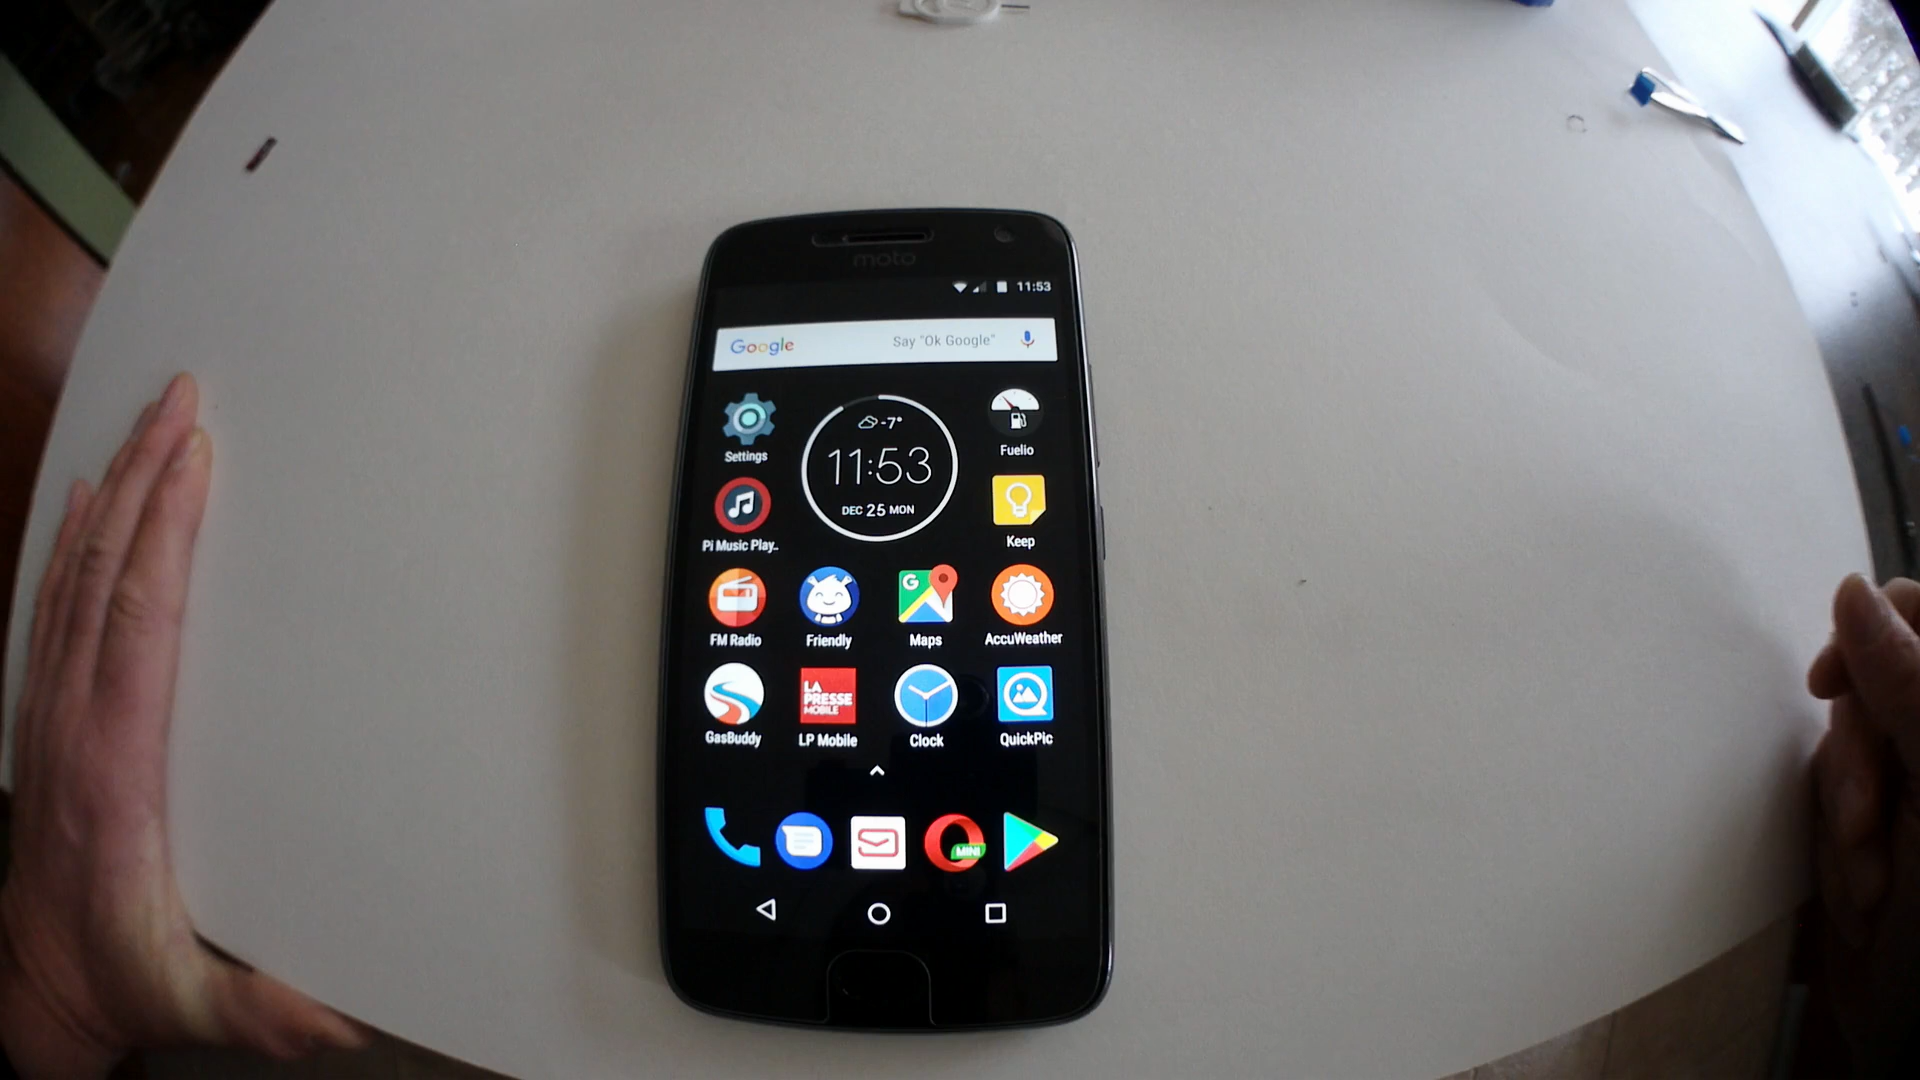 moto
11:53
Google Say "Ok Google"
-7°
11:53
DEC 25 MON
Settings
Fuelio
Pi Music Play..
Keep
FM Radio
Friendly
G
Maps
AccuWeather
GasBuddy
LA
PRESSE
MOBILE
LP Mobile
Clock
QuickPic
MINI